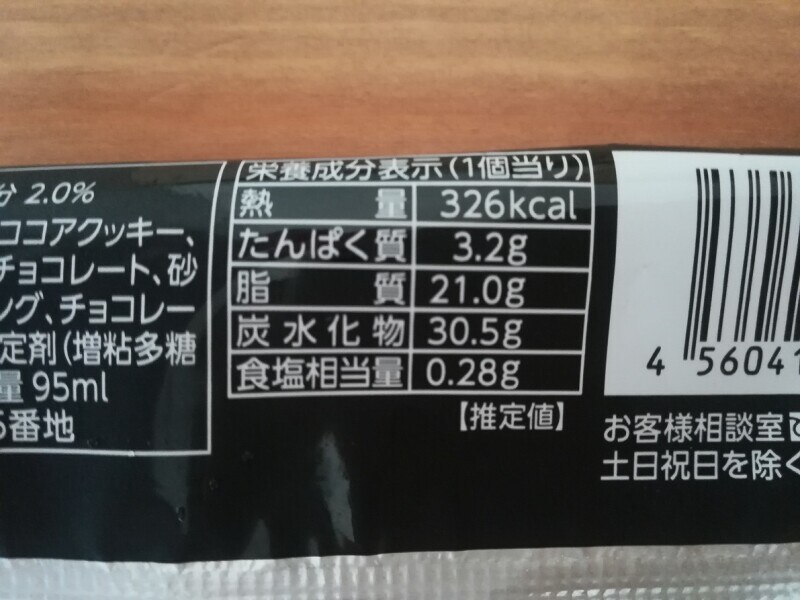 分 2.0%
ココアクッキー、
チョコレート、砂
ング、チョコレー
定剤(増粘多糖
量 95ml
番地
栄養成分表示(1個当り)
熱量 326kcal
たんぱく質 3.2g
脂質 21.0g
炭水化物 30.5g
食塩相当量 0.28g
【推定値】
4 56041
お客様相談室
土日祝日を除く